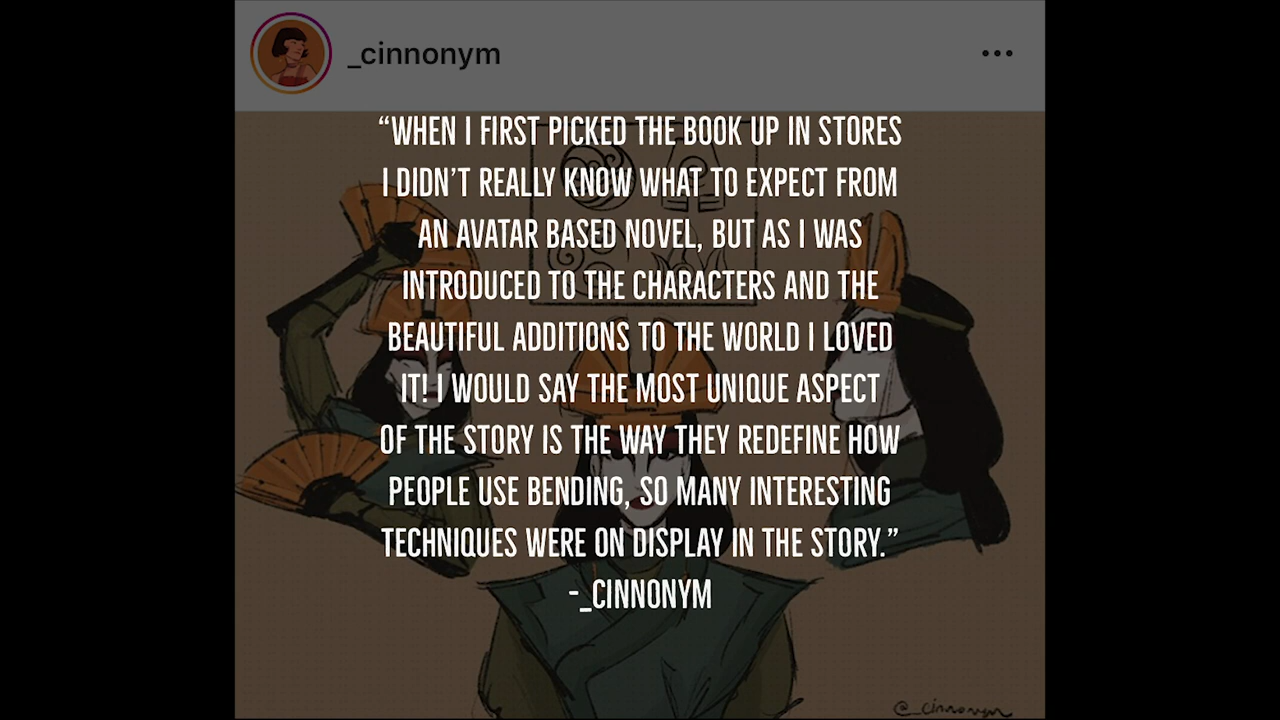 _cinnonym
“WHEN I FIRST PICKED THE BOOK UP IN STORES
I DIDN’T REALLY KNOW WHAT TO EXPECT FROM
AN AVATAR BASED NOVEL, BUT AS I WAS
INTRODUCED TO THE CHARACTERS AND THE
BEAUTIFUL ADDITIONS TO THE WORLD I LOVED
IT! I WOULD SAY THE MOST UNIQUE ASPECT
OF THE STORY IS THE WAY THEY REDEFINE HOW
PEOPLE USE BENDING, SO MANY INTERESTING
TECHNIQUES WERE ON DISPLAY IN THE STORY.”
-_CINNONYM
@_cinnonym